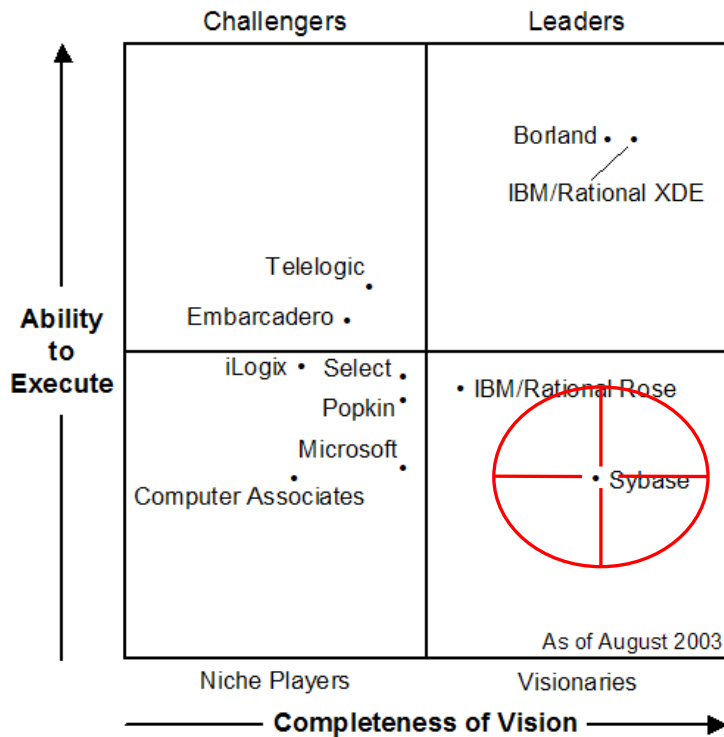 Challengers
Leaders
Borland
IBM/Rational XDE
Telelogic
Embarcadero
Ability
to
Execute
iLogix
Select
IBM/Rational Rose
Popkin
Microsoft
Sybase
Computer Associates
As of August 2003
Niche Players
Visionaries
Completeness of Vision